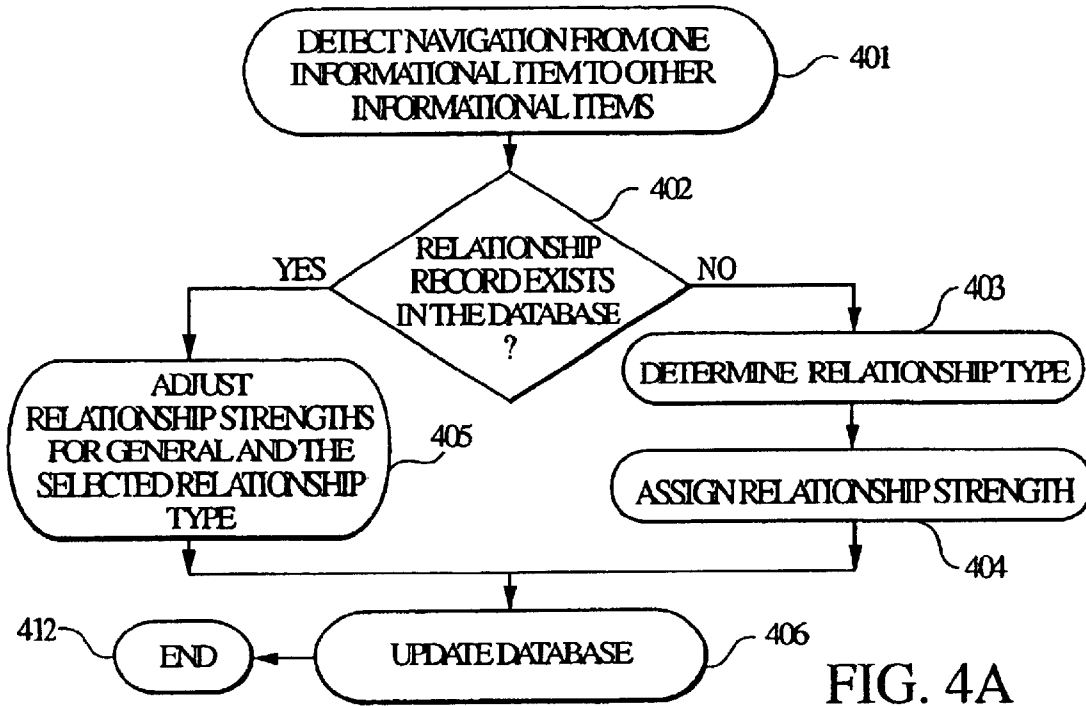 DETECT NAVIGATION FROM ONE
INFORMATIONAL ITEM TO OTHER
INFORMATIONAL ITEMS
401
402
RELATIONSHIP
RECORD EXISTS
IN THE DATABASE
?
YES
NO
403
DETERMINE RELATIONSHIP TYPE
ADJUST
RELATIONSHIP STRENGTHS
FOR GENERAL AND THE
SELECTED RELATIONSHIP
TYPE
405
ASSIGN RELATIONSHIP STRENGTH
404
412
END
UPDATE DATABASE
406
FIG. 4A